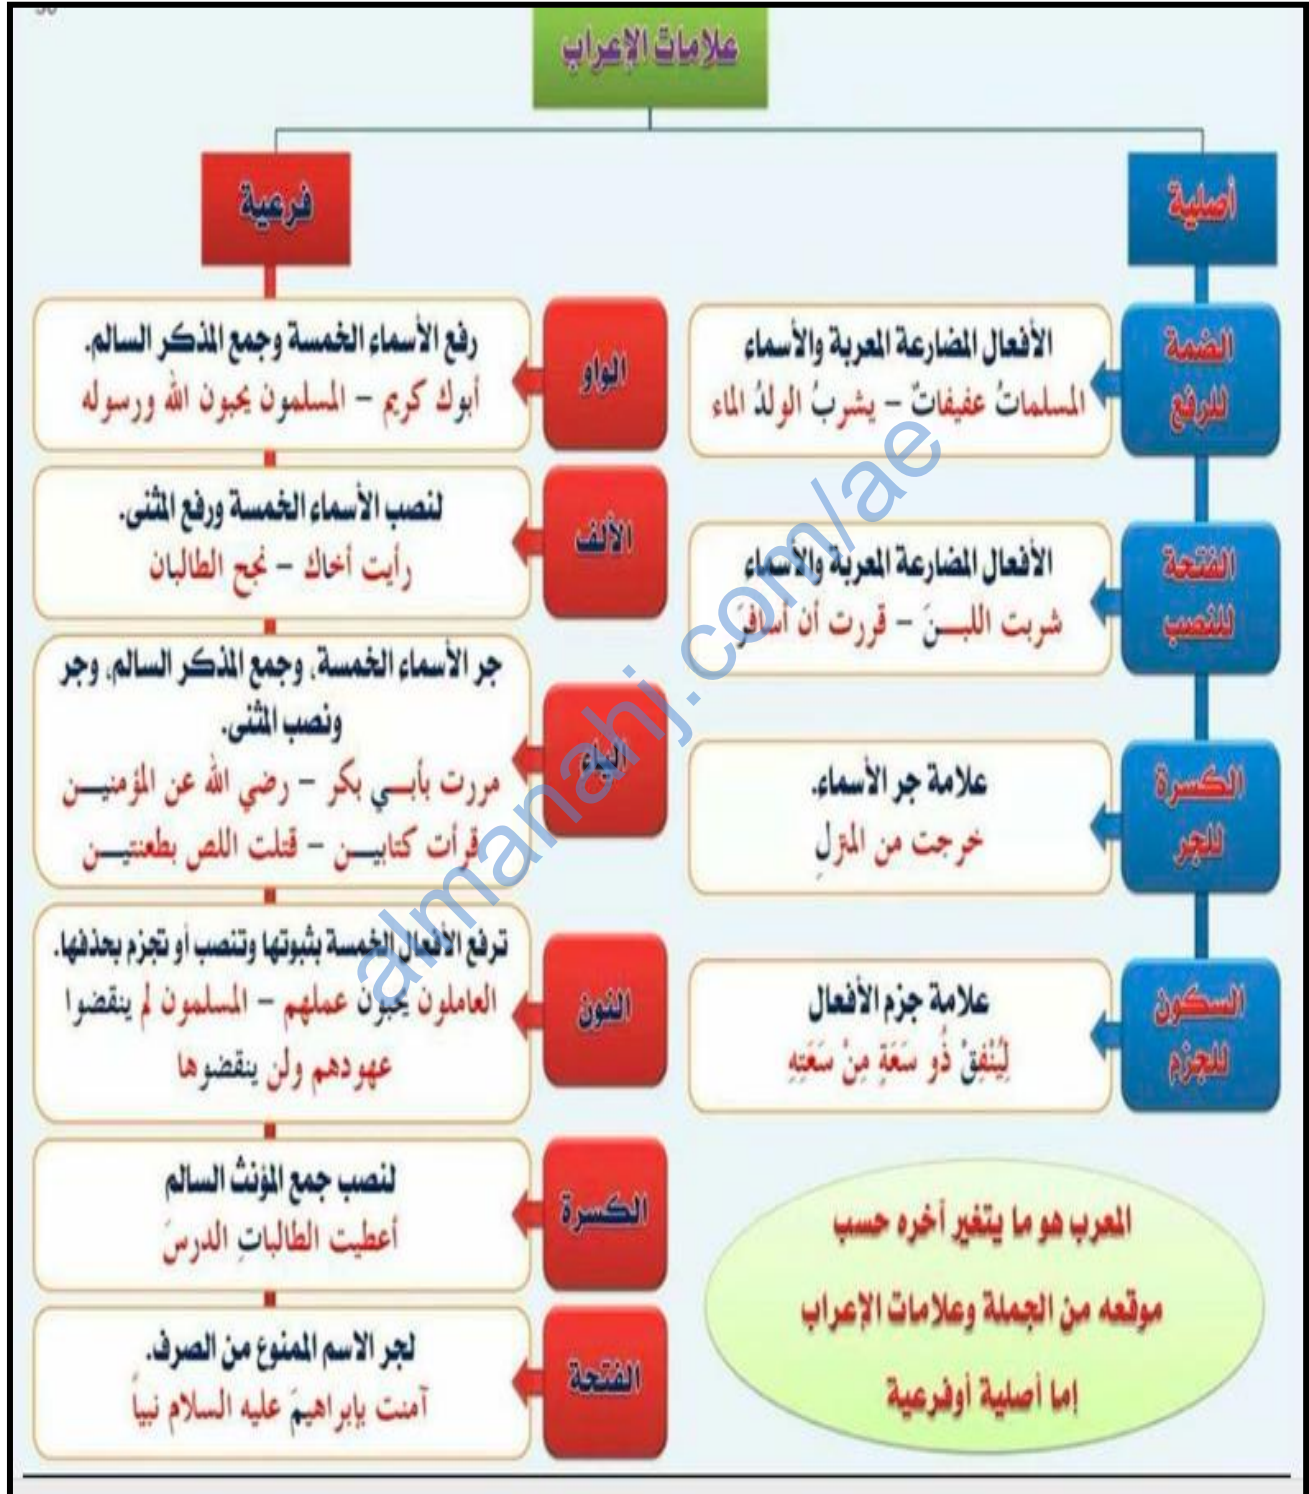 علامات الإعراب
أصلية
الضمة
للرفع
الأفعال المضارعة المعربة والأسماء
المسلماتُ عفيفاتٌ – يشربُ الولدُ الماء
الفتحة
للنصب
الأفعال المضارعة المعربة والأسماء
شربت اللبــنَ – قررت أن أسافرَ
الكسرة
للجر
علامة جر الأسماء.
خرجت من المنزلِ
السكون
للجزم
علامة جزم الأفعال
لِيُنْفِقْ ذُو سَعَةٍ مِنْ سَعَتِهِ
المعرب هو ما يتغير آخره حسب
موقعه من الجملة وعلامات الإعراب
إما أصلية أوفرعية
فرعية
الواو
رفع الأسماء الخمسة وجمع المذكر السالم.
أبوك كريم – المسلمون يحبون الله ورسوله
الألف
لنصب الأسماء الخمسة ورفع المثنى.
رأيت أخاك – نجح الطالبان
الياء
جر الأسماء الخمسة، وجمع المذكر السالم، وجر
ونصب المثنى.
مررت بأبــي بكر – رضي الله عن المؤمنيــن
قرأت كتابيــن – قتلت اللص بطعنتيــن
النون
ترفع الأفعال الخمسة بثبوتها وتنصب أو تجزم بحذفها.
العاملون يحبون عملهم – المسلمون لم ينقضوا
عهودهم ولن ينقضوها
الكسرة
لنصب جمع المؤنث السالم
أعطيت الطالباتِ الدرسَ
الفتحة
لجر الاسم الممنوع من الصرف.
آمنت بإبراهيمَ عليه السلام نبياً
almanahj.com/ae